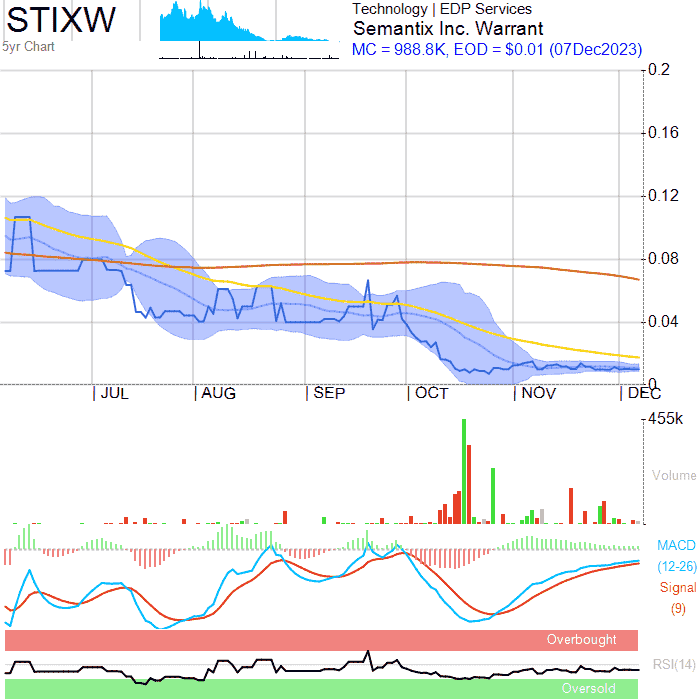 STIXW
5yr Chart
Technology | EDP Services
Semantix Inc. Warrant
MC = 988.8K, EOD = $0.01 (07Dec2023)
0.2
0.16
0.12
0.08
0.04
0
JUL AUG SEP OCT NOV DEC
455k
Volume
MACD
(12-26)
Signal
(9)
Overbought
RSI(14)
Oversold